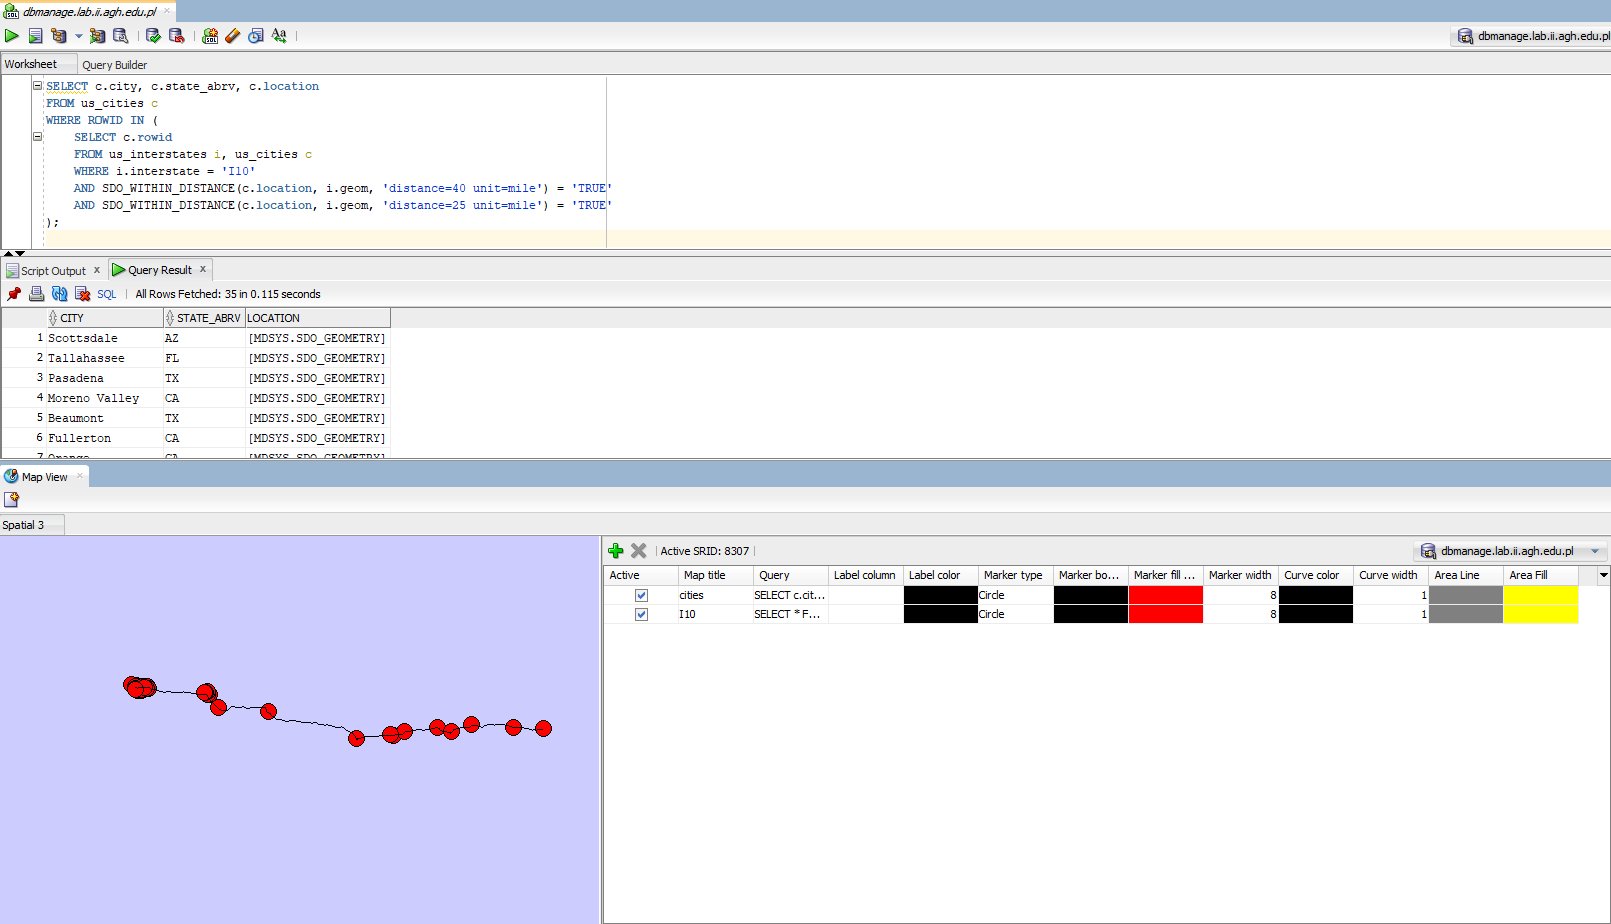 dbmanage.lab.ii.agh.edu.pl
dbmanage.lab.ii.agh.edu.pl
Worksheet Query Builder
SELECT c.city, c.state_abrv, c.location
FROM us_cities c
WHERE ROWID IN (
SELECT c.rowid
FROM us_interstates i, us_cities c
WHERE i.interstate = 'I10'
AND SDO_WITHIN_DISTANCE(c.location, i.geom, 'distance=40 unit=mile') = 'TRUE'
AND SDO_WITHIN_DISTANCE(c.location, i.geom, 'distance=25 unit=mile') = 'TRUE'
);
Script Output x Query Result x
SQL All Rows Fetched: 35 in 0.115 seconds
CITY STATE_ABRV LOCATION
1 Scottsdale AZ [MDSYS.SDO_GEOMETRY]
2 Tallahassee FL [MDSYS.SDO_GEOMETRY]
3 Pasadena TX [MDSYS.SDO_GEOMETRY]
4 Moreno Valley CA [MDSYS.SDO_GEOMETRY]
5 Beaumont TX [MDSYS.SDO_GEOMETRY]
6 Fullerton CA [MDSYS.SDO_GEOMETRY]
7 Orange CA [MDSYS.SDO_GEOMETRY]
Map View
Spatial 3
Active SRID: 8307 dbmanage.lab.ii.agh.edu.pl
Active Map title Query Label column Label color Marker type Marker bo... Marker fill ... Marker width Curve color Curve width Area Line Area Fill
cities SELECT c.cit... Circle 8 1
I10 SELECT * F... Circle 8 1